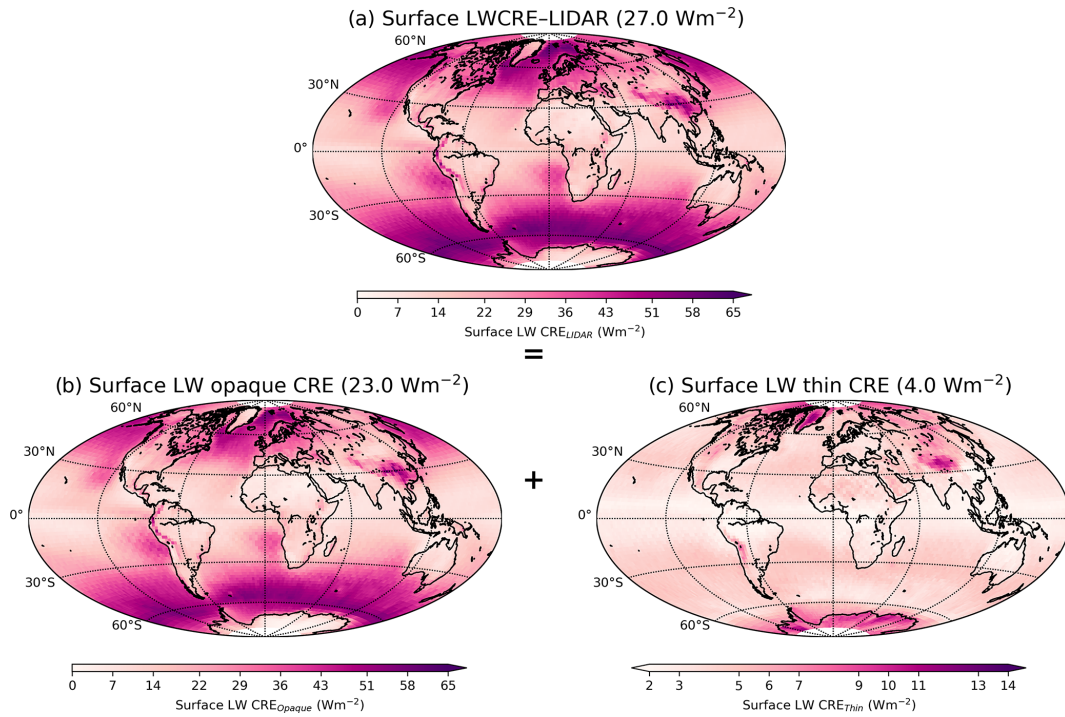 (a) Surface LWCRE–LIDAR (27.0 Wm⁻²)
60°N
30°N
0°
30°S
60°S
0 7 14 22 29 36 43 51 58 65
Surface LW CRE_LIDAR (Wm⁻²)
=
(b) Surface LW opaque CRE (23.0 Wm⁻²)
60°N
30°N
0°
30°S
60°S
0 7 14 22 29 36 43 51 58 65
Surface LW CRE_Opaque (Wm⁻²)
+
(c) Surface LW thin CRE (4.0 Wm⁻²)
60°N
30°N
0°
30°S
60°S
2 3 5 6 7 9 10 11 13 14
Surface LW CRE_Thin (Wm⁻²)